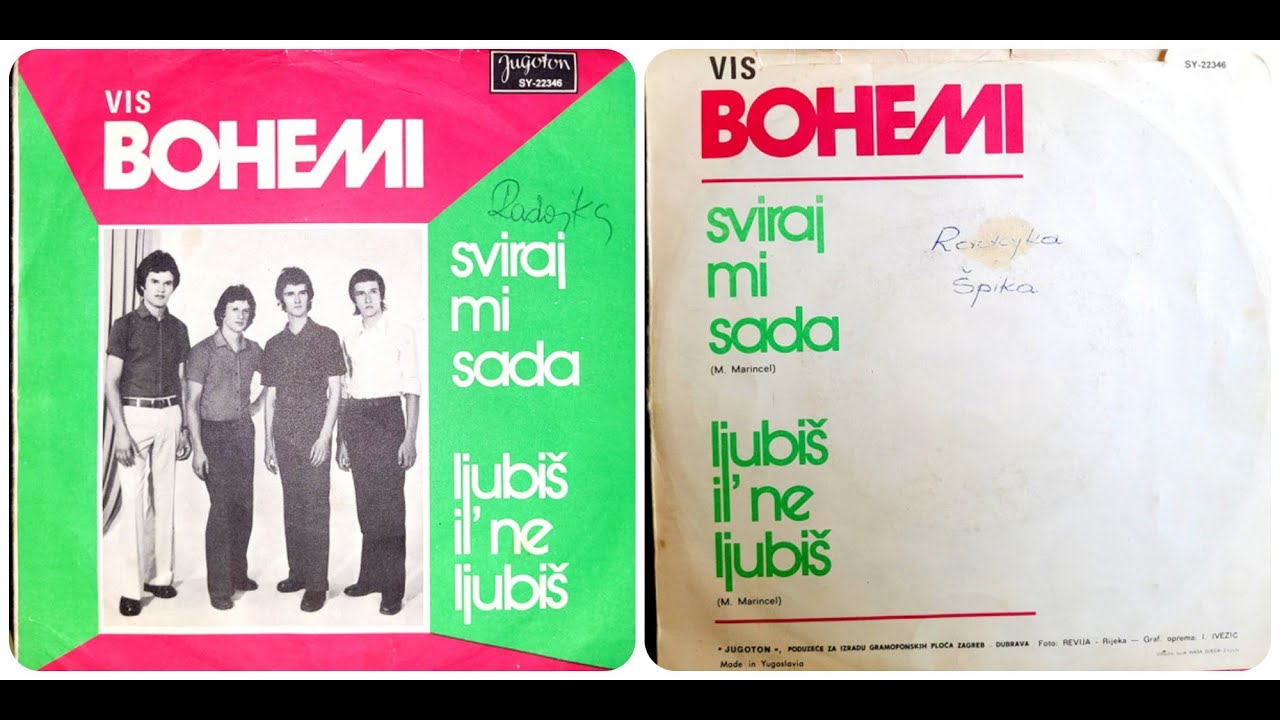 Jugoton
SY-22346
VIS
BOHEMI
Radojka
sviraj
mi
sada
ljubiš
il' ne
ljubiš
VIS
SY-22346
BOHEMI
sviraj
mi
sada
(M. Marincel)
Radojka
Špika
ljubiš
il' ne
ljubiš
(M. Marincel)
" JUGOTON ", PODUZEĆE ZA IZRADU GRAMOFONSKIH PLOČA ZAGREB - DUBRAVA Foto: REVIJA - Rijeka — Graf. oprema: I. IVEZIĆ
Made in Yugoslavia